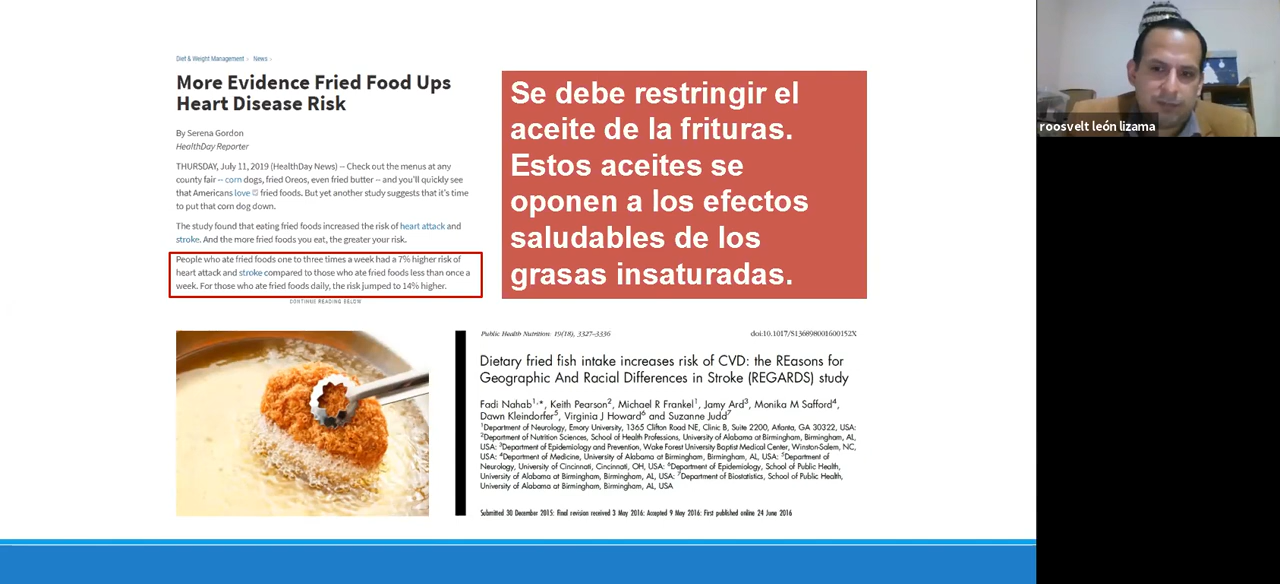 Diet & Weight Management > News >
More Evidence Fried Food Ups
Heart Disease Risk
By Serena Gordon
HealthDay Reporter
THURSDAY, July 11, 2019 (HealthDay News) -- Check out the menus at any
county fair -- corn dogs, fried Oreos, even fried butter -- and you'll quickly see
that Americans love fried foods. But yet another study suggests that it's time
to put that corn dog down.
The study found that eating fried foods increased the risk of heart attack and
stroke. And the more fried foods you eat, the greater your risk.
People who ate fried foods one to three times a week had a 7% higher risk of
heart attack and stroke compared to those who ate fried foods less than once a
week. For those who ate fried foods daily, the risk jumped to 14% higher.
CONTINUE READING BELOW
Se debe restringir el
aceite de la frituras.
Estos aceites se
oponen a los efectos
saludables de los
grasas insaturadas.
Public Health Nutrition: 19(18), 3327–3336 doi:10.1017/S136898001600152X
Dietary fried fish intake increases risk of CVD: the REasons for
Geographic And Racial Differences in Stroke (REGARDS) study
Fadi Nahab1,*, Keith Pearson2, Michael R Frankel1, Jamy Ard3, Monika M Safford4,
Dawn Kleindorfer5, Virginia J Howard6 and Suzanne Judd7
1Department of Neurology, Emory University, 1365 Clifton Road NE, Clinic B, Suite 2200, Atlanta, GA 30322, USA:
2Department of Nutrition Sciences, School of Health Professions, University of Alabama at Birmingham, Birmingham, AL,
USA: 3Department of Epidemiology and Prevention, Wake Forest University Baptist Medical Center, Winston-Salem, NC,
USA: 4Department of Medicine, University of Alabama at Birmingham, Birmingham, AL, USA: 5Department of
Neurology, University of Cincinnati, Cincinnati, OH, USA: 6Department of Epidemiology, School of Public Health,
University of Alabama at Birmingham, Birmingham, AL, USA: 7Department of Biostatistics, School of Public Health,
University of Alabama at Birmingham, Birmingham, AL, USA
Submitted 30 December 2015: Final revision received 3 May 2016: Accepted 9 May 2016: First published online 24 June 2016
roosvelt león lizama